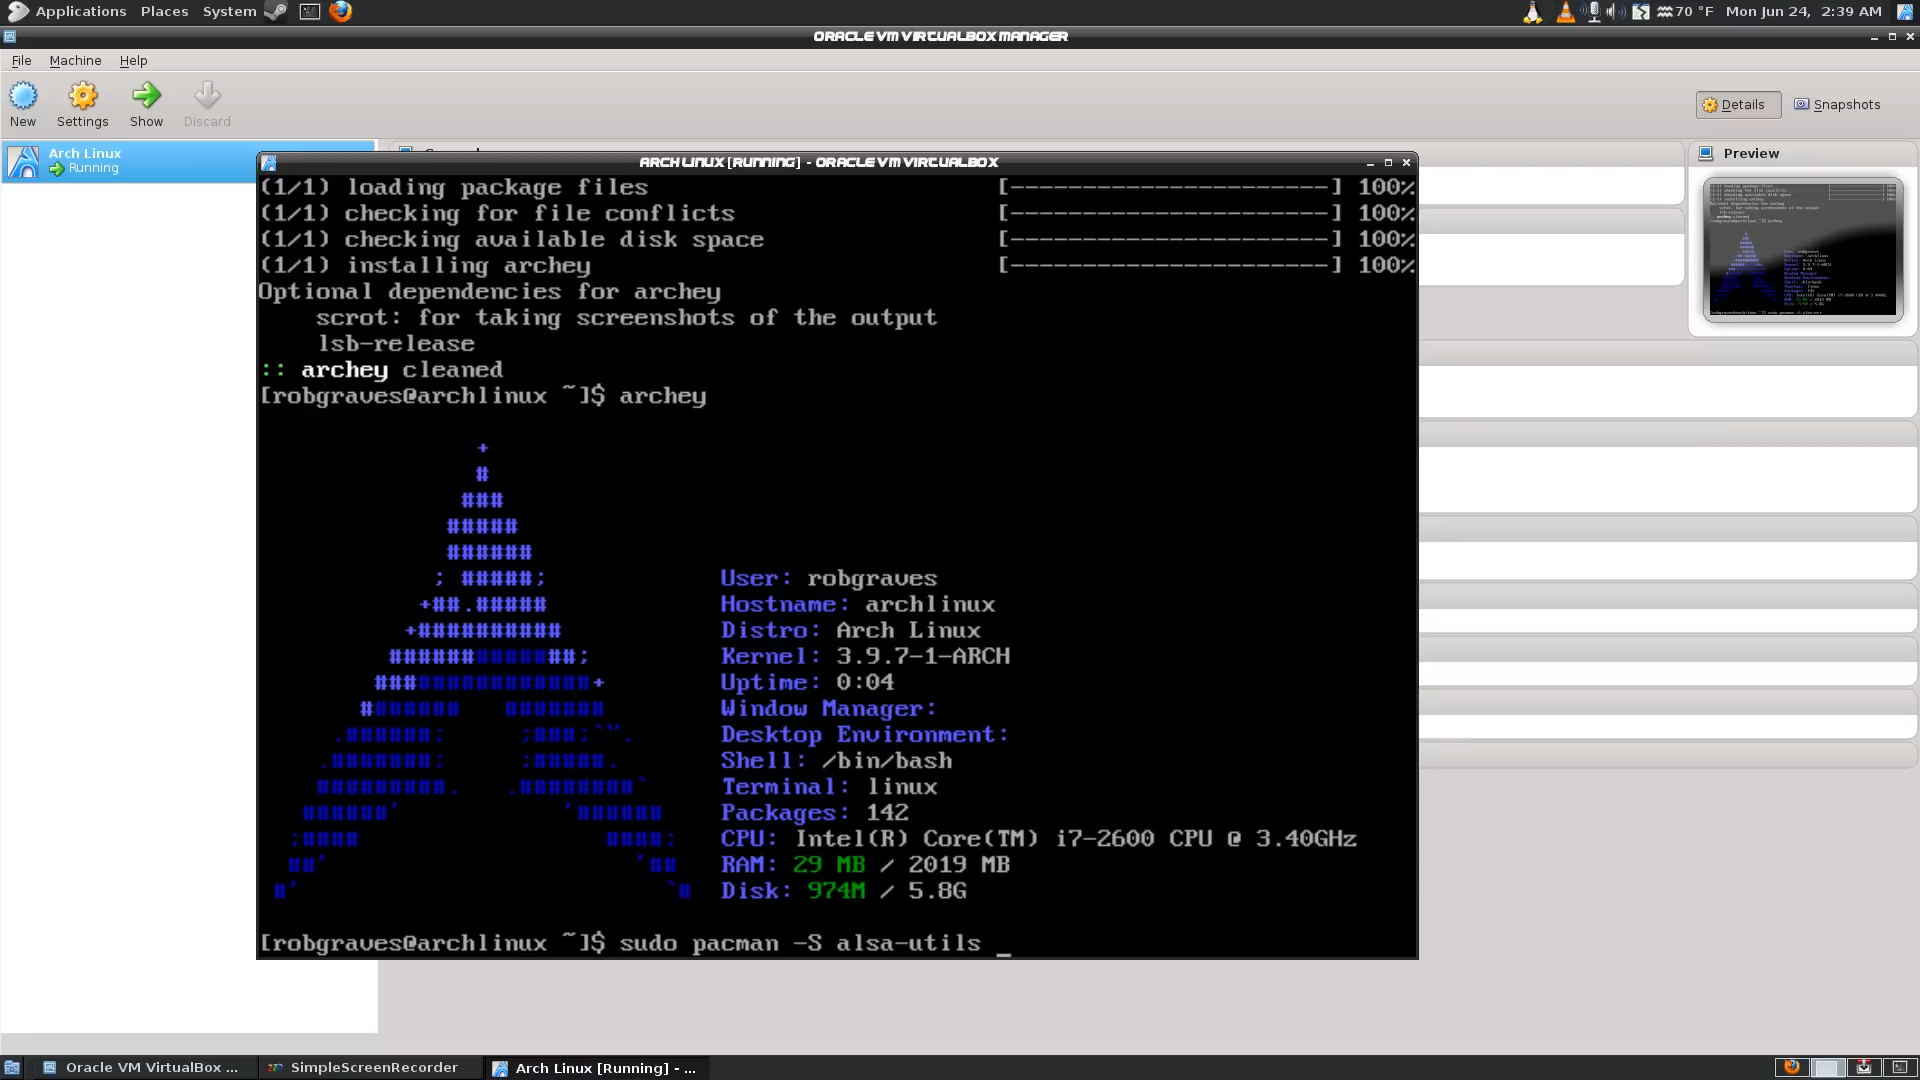 Applications Places System
70 °F Mon Jun 24, 2:39 AM
ORACLE VM VIRTUALBOX MANAGER
File Machine Help
New Settings Show Discard
Details Snapshots
Arch Linux
Running
Preview
ARCH LINUX [RUNNING] - ORACLE VM VIRTUALBOX
(1/1) loading package files [----------------------] 100%
(1/1) checking for file conflicts [----------------------] 100%
(1/1) checking available disk space [----------------------] 100%
(1/1) installing archey [----------------------] 100%
Optional dependencies for archey
scrot: for taking screenshots of the output
lsb-release
:: archey cleaned
[robgraves@archlinux ~]$ archey
User: robgraves
Hostname: archlinux
Distro: Arch Linux
Kernel: 3.9.7-1-ARCH
Uptime: 0:04
Window Manager:
Desktop Environment:
Shell: /bin/bash
Terminal: linux
Packages: 142
CPU: Intel(R) Core(TM) i7-2600 CPU @ 3.40GHz
RAM: 29 MB / 2019 MB
Disk: 974M / 5.8G
[robgraves@archlinux ~]$ sudo pacman -S alsa-utils _
Oracle VM VirtualBox ... SimpleScreenRecorder Arch Linux [Running] - ...